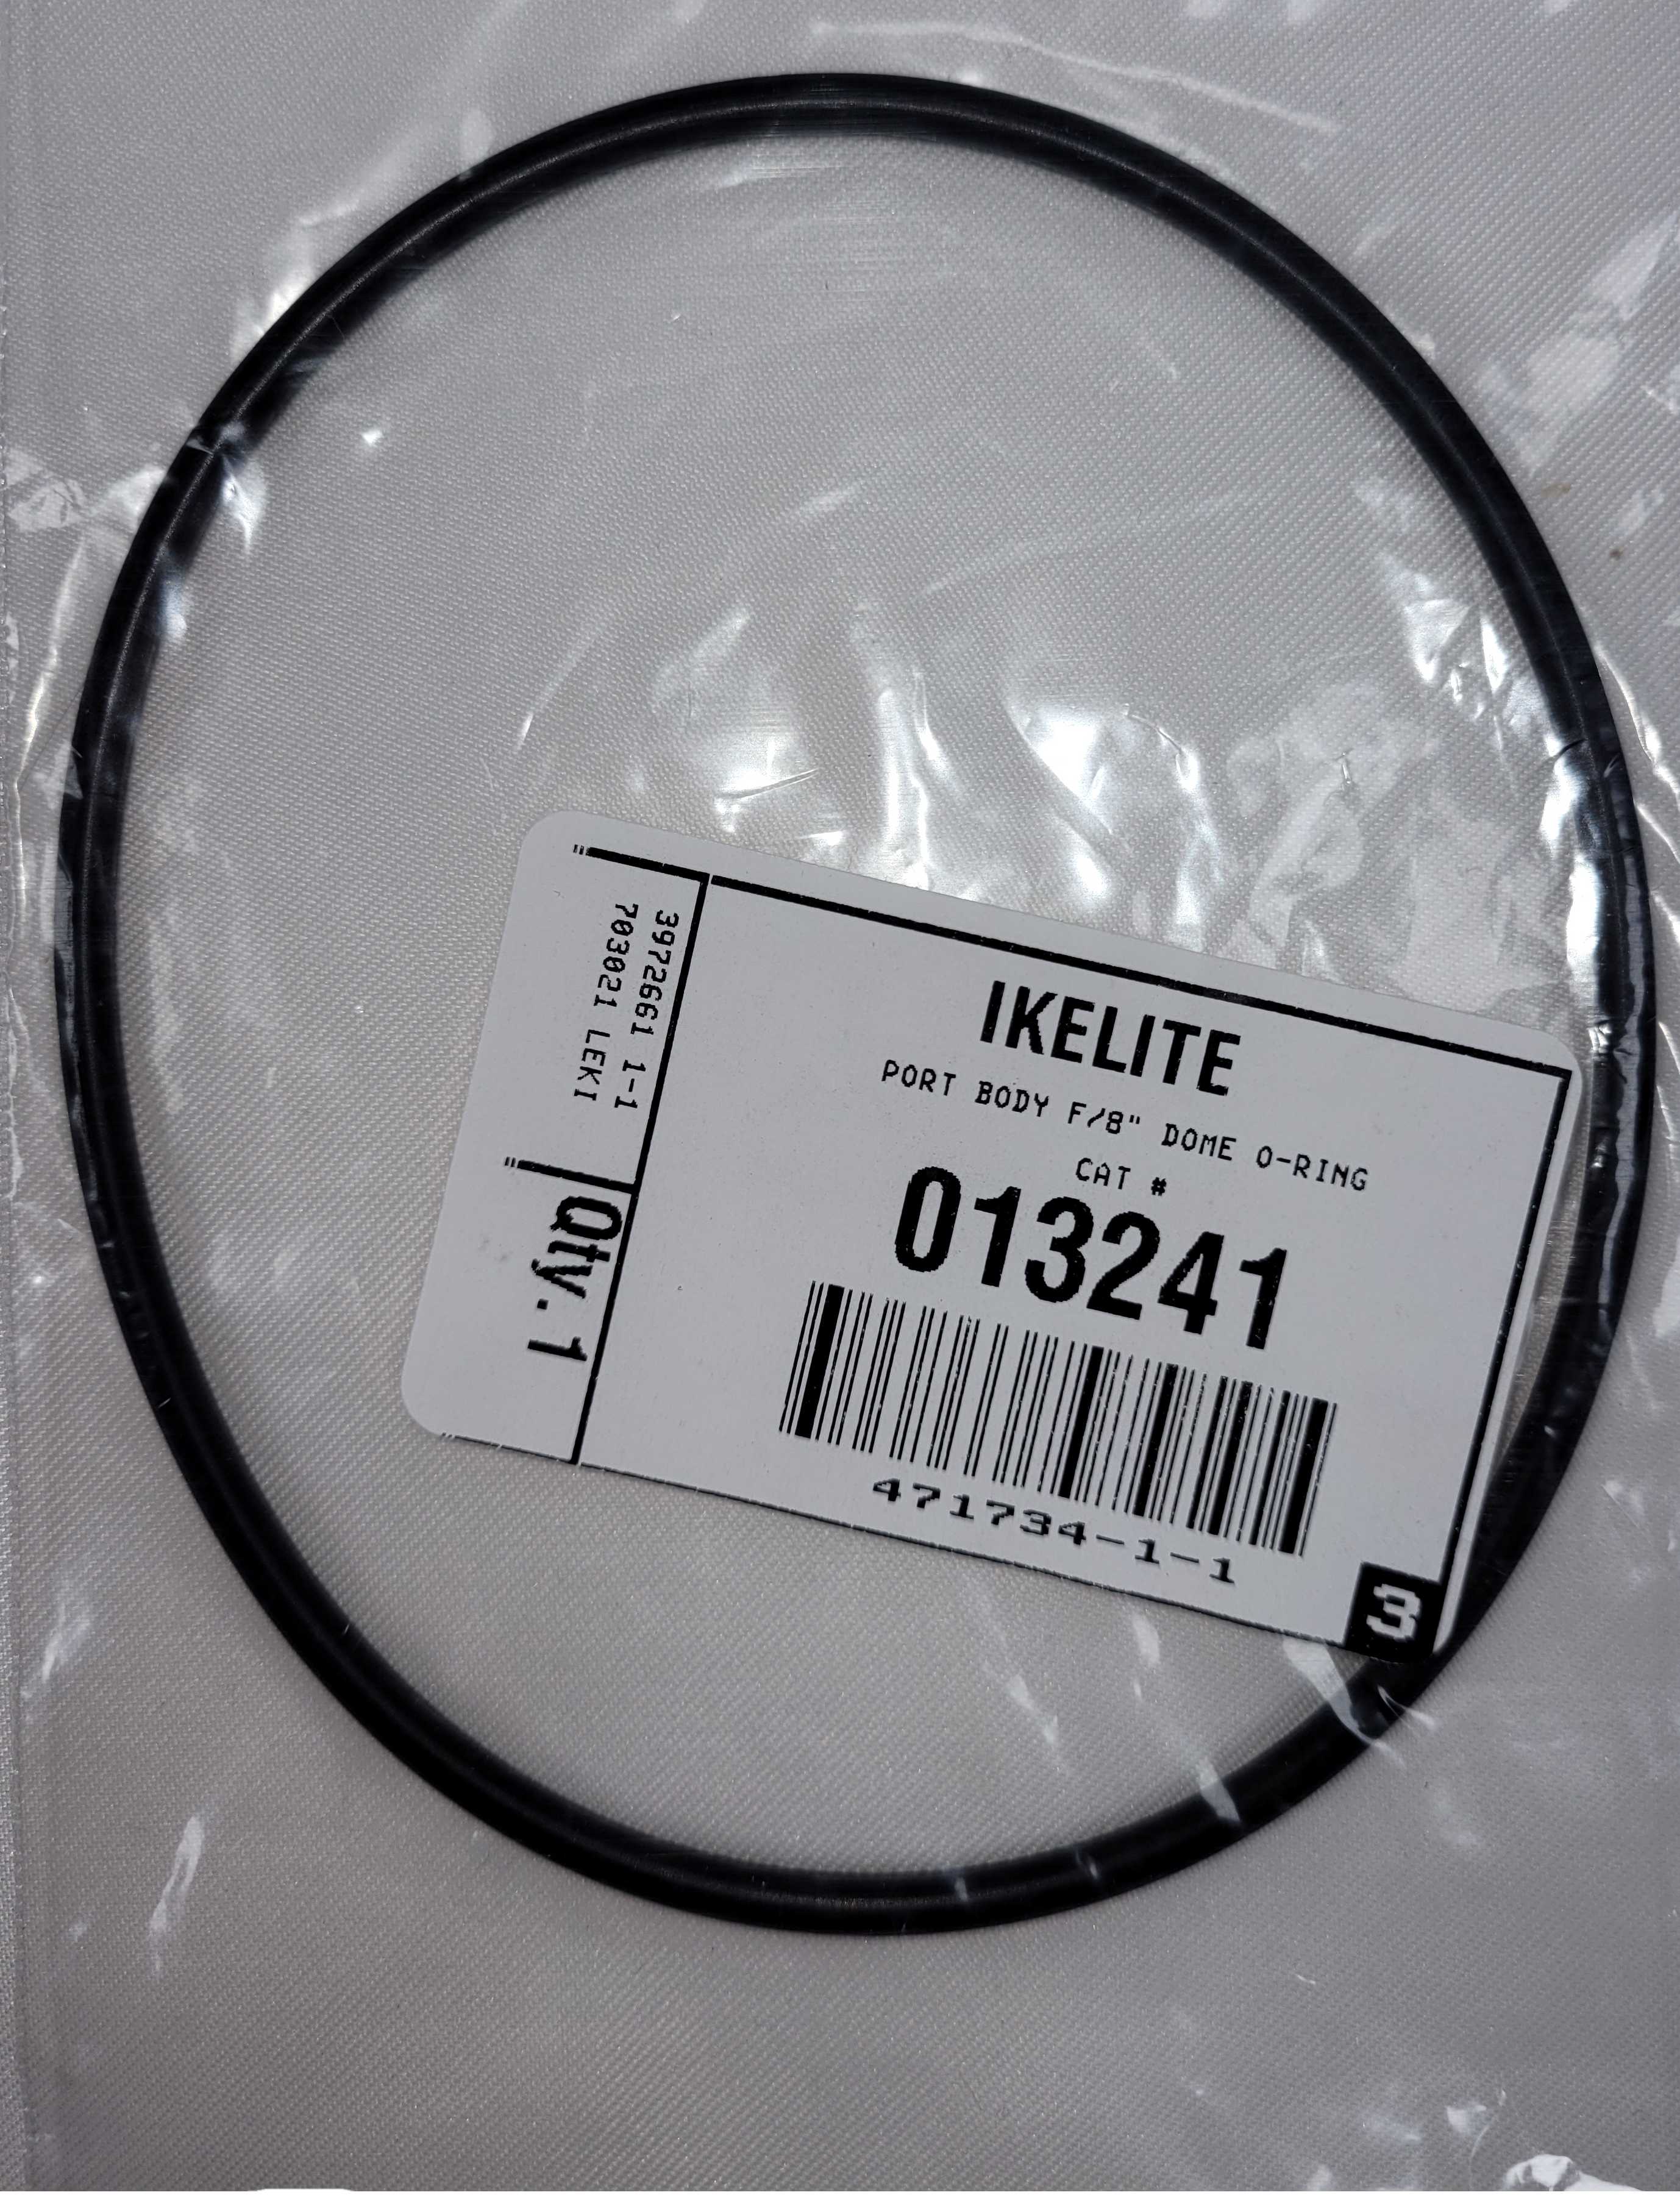 IKELITE
PORT BODY F/8" DOME O-RING
CAT #
013241
471734-1-1
3
3972661 1-1
703021 LEKI
Qty. 1